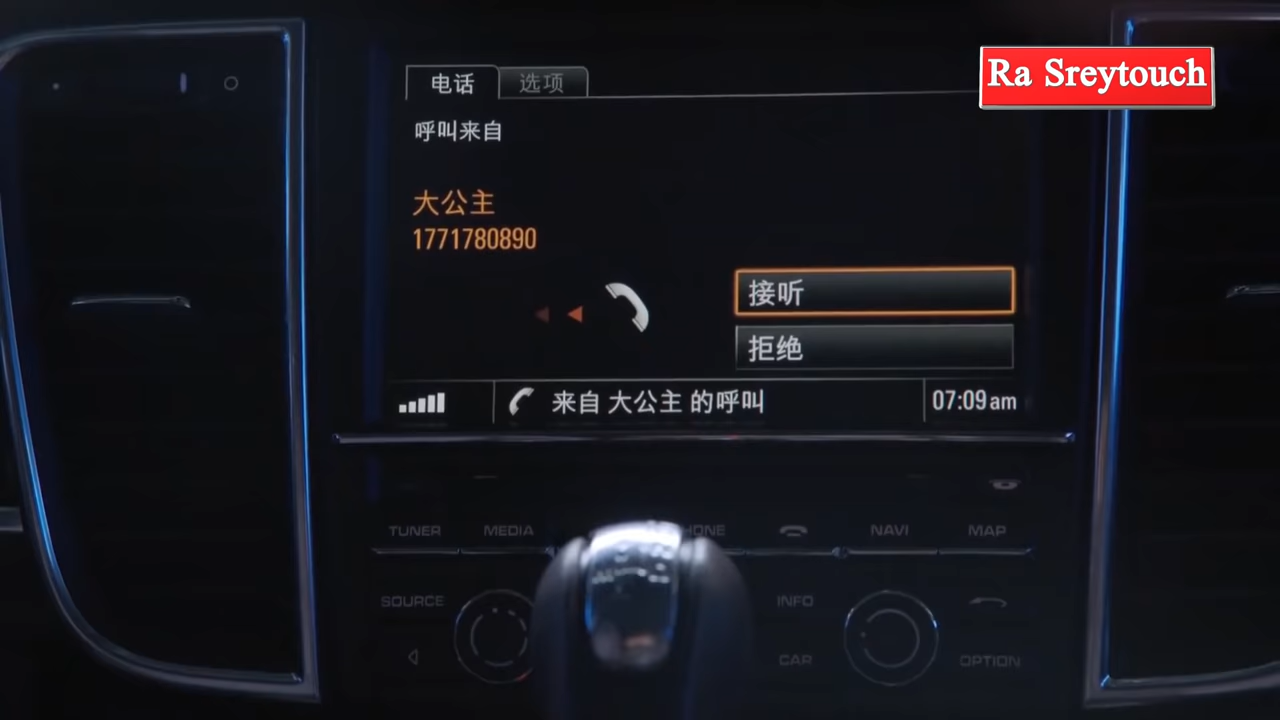 Ra Sreytouch
电话 选项
呼叫来自
大公主
1771780890
接听
拒绝
来自 大公主 的呼叫
07:09 am
TUNER MEDIA NAVI MAP
SOURCE INFO
CAR OPTION